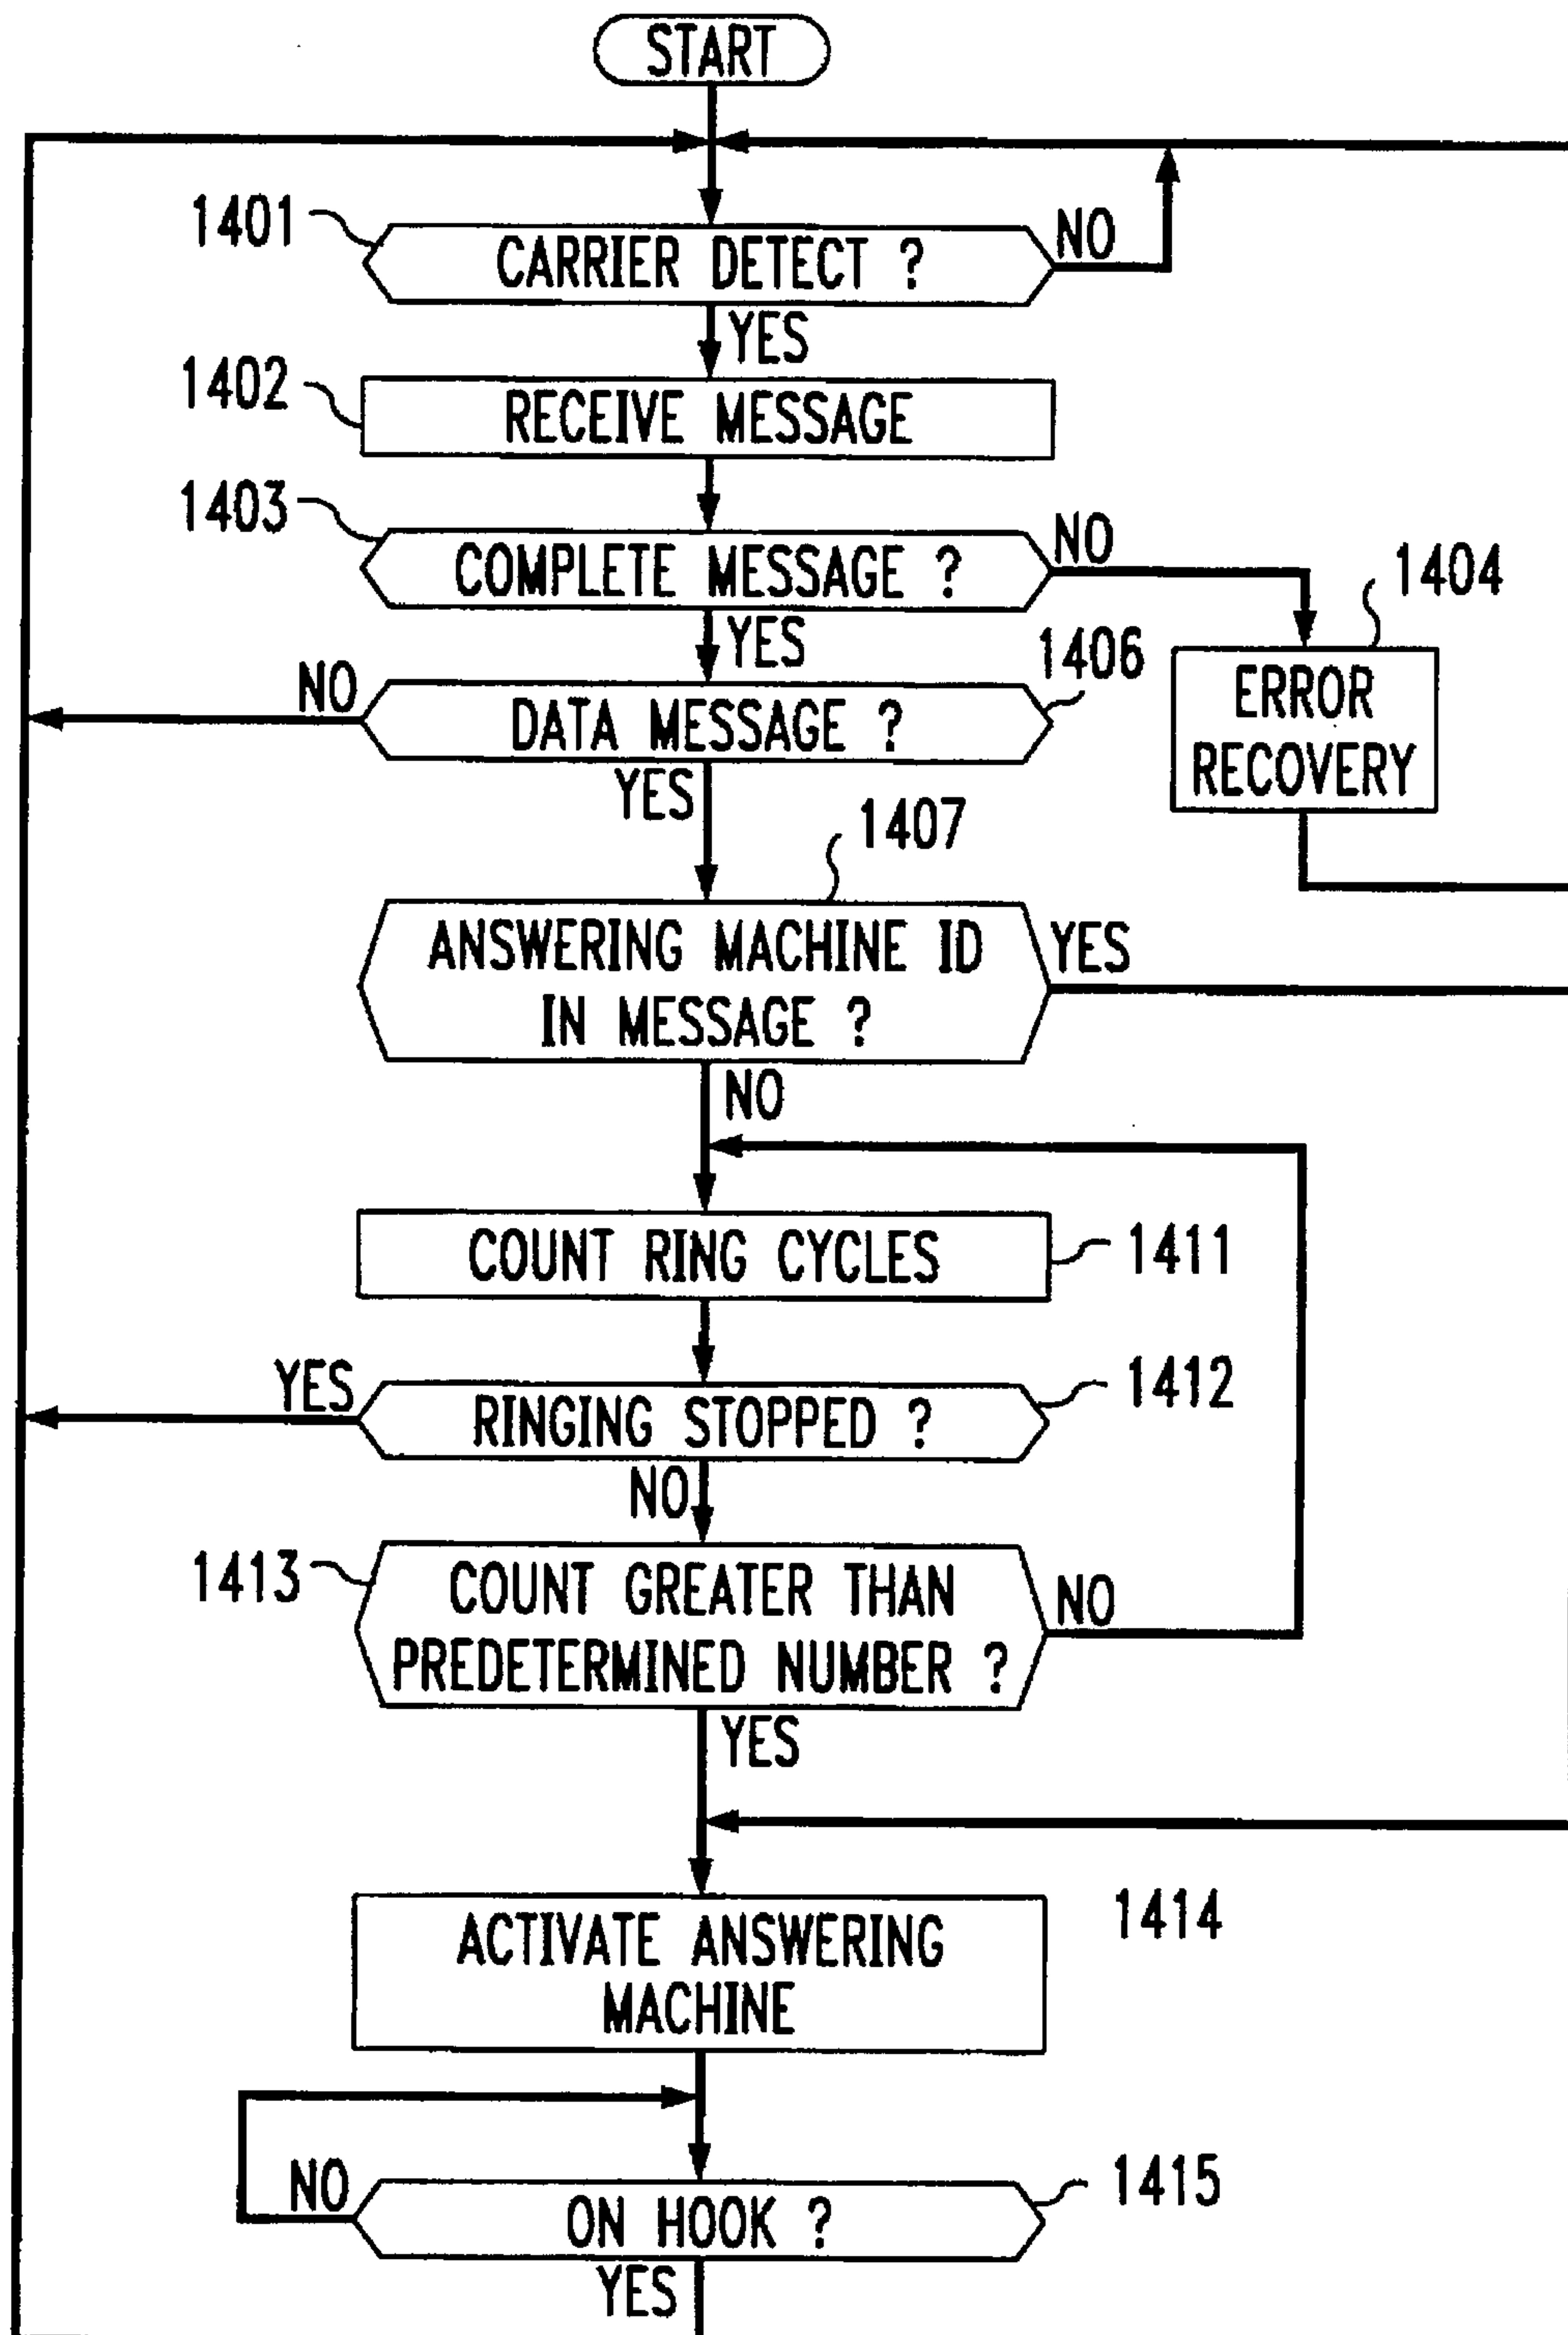 START
1401
CARRIER DETECT ?
NO
YES
1402
RECEIVE MESSAGE
1403
COMPLETE MESSAGE ?
NO
1404
YES
1406
ERROR
RECOVERY
NO
DATA MESSAGE ?
YES
1407
ANSWERING MACHINE ID
IN MESSAGE ?
YES
NO
COUNT RING CYCLES
1411
YES
RINGING STOPPED ?
1412
NO
1413
COUNT GREATER THAN
PREDETERMINED NUMBER ?
NO
YES
ACTIVATE ANSWERING
MACHINE
1414
NO
ON HOOK ?
1415
YES